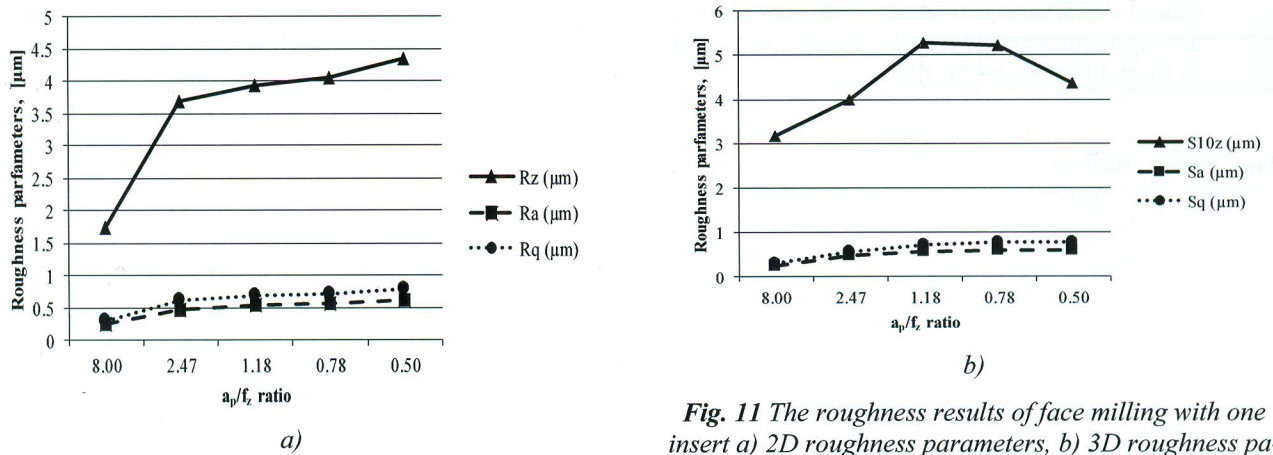 5
4.5
4
3.5
3
2.5
2
1.5
1
0.5
0
Roughness parfameters, [µm]
8.00 2.47 1.18 0.78 0.50
ap/fz ratio
Rz (µm)
Ra (µm)
Rq (µm)
a)
6
5
4
3
2
1
0
Roughness parfameters, [µm]
8.00 2.47 1.18 0.78 0.50
ap/fz ratio
S10z (µm)
Sa (µm)
Sq (µm)
b)
Fig. 11 The roughness results of face milling with one
insert a) 2D roughness parameters, b) 3D roughness pa-